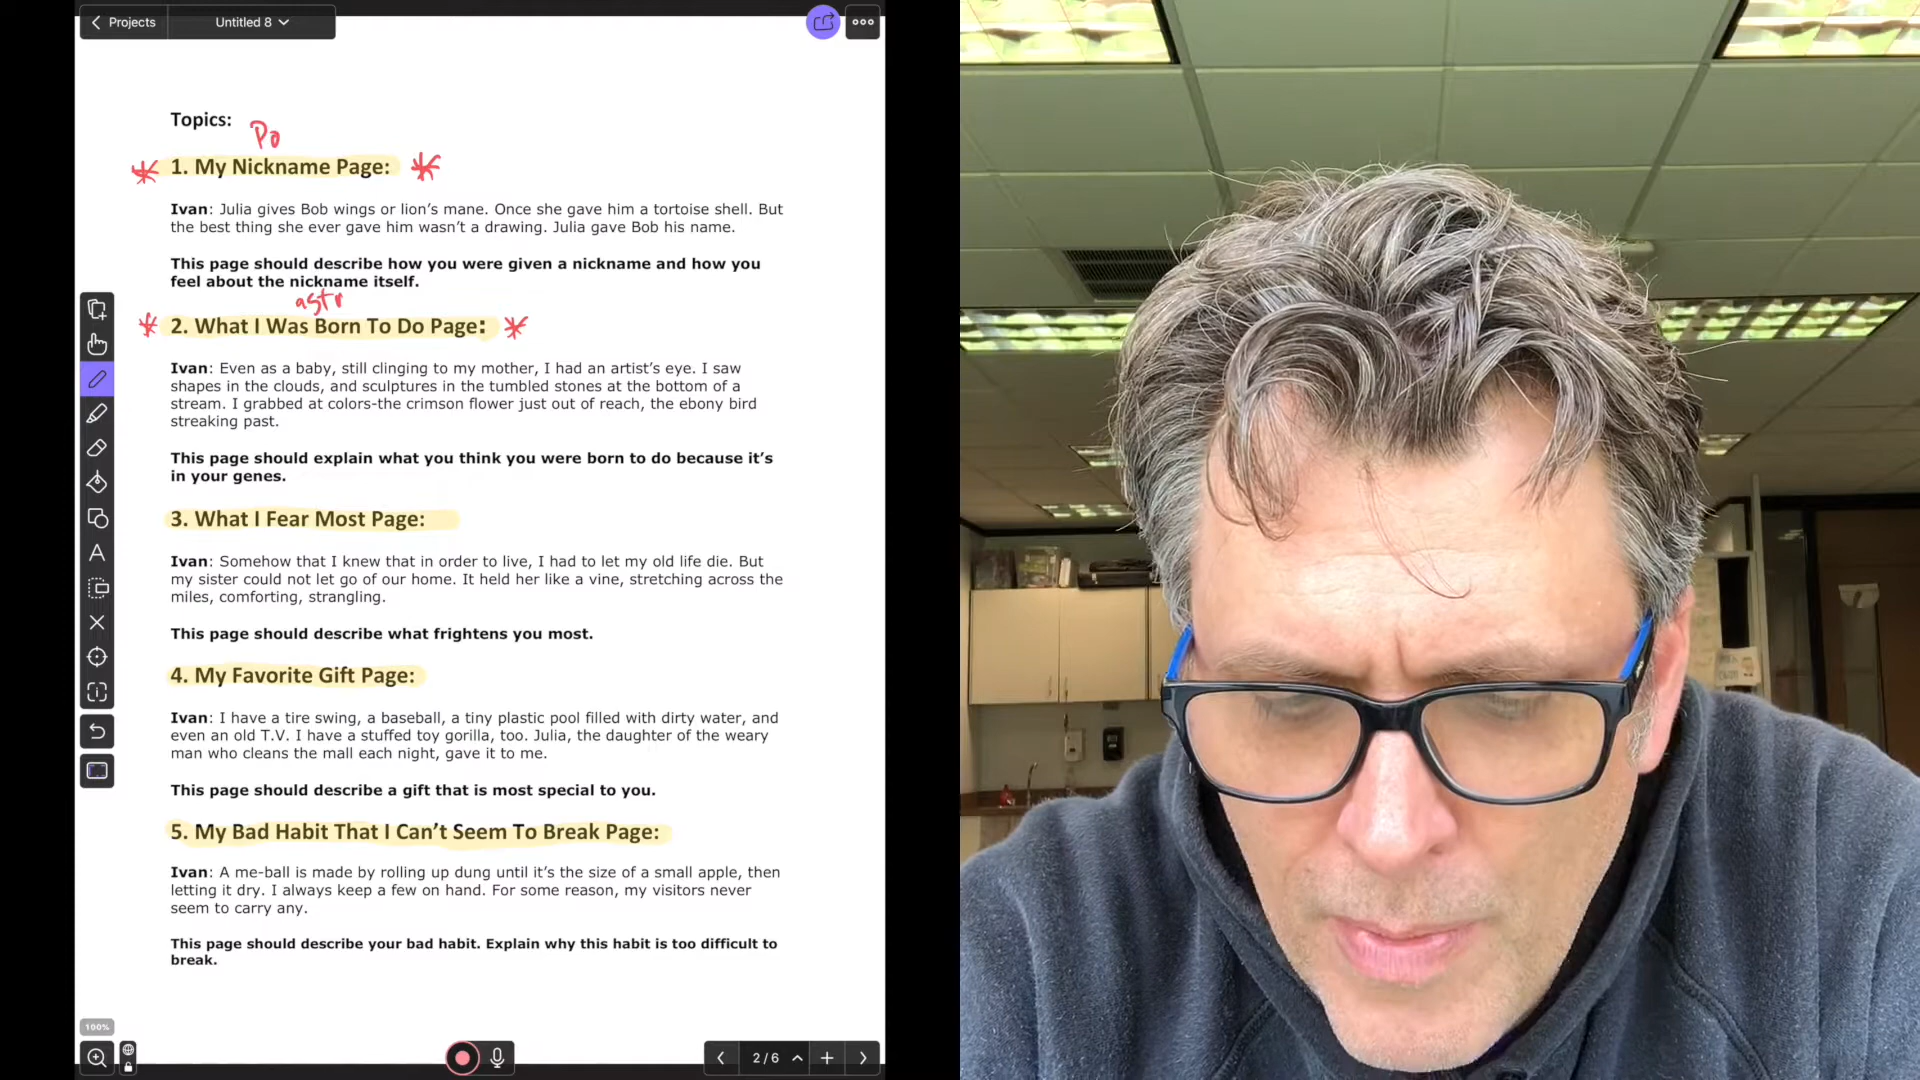 Projects
Untitled 8
Topics:
Po
1. My Nickname Page:
Ivan: Julia gives Bob wings or lion’s mane. Once she gave him a tortoise shell. But
the best thing she ever gave him wasn’t a drawing. Julia gave Bob his name.
This page should describe how you were given a nickname and how you
feel about the nickname itself.
astr
2. What I Was Born To Do Page:
Ivan: Even as a baby, still clinging to my mother, I had an artist’s eye. I saw
shapes in the clouds, and sculptures in the tumbled stones at the bottom of a
stream. I grabbed at colors-the crimson flower just out of reach, the ebony bird
streaking past.
This page should explain what you think you were born to do because it’s
in your genes.
3. What I Fear Most Page:
Ivan: Somehow that I knew that in order to live, I had to let my old life die. But
my sister could not let go of our home. It held her like a vine, stretching across the
miles, comforting, strangling.
This page should describe what frightens you most.
4. My Favorite Gift Page:
Ivan: I have a tire swing, a baseball, a tiny plastic pool filled with dirty water, and
even an old T.V. I have a stuffed toy gorilla, too. Julia, the daughter of the weary
man who cleans the mall each night, gave it to me.
This page should describe a gift that is most special to you.
5. My Bad Habit That I Can’t Seem To Break Page:
Ivan: A me-ball is made by rolling up dung until it’s the size of a small apple, then
letting it dry. I always keep a few on hand. For some reason, my visitors never
seem to carry any.
This page should describe your bad habit. Explain why this habit is too difficult to
break.
100%
2/6